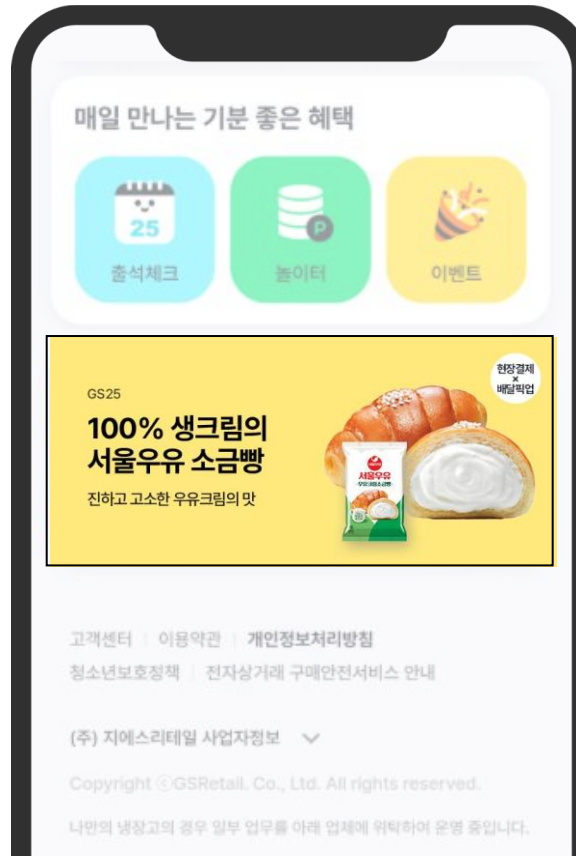 매일 만나는 기분 좋은 혜택
25
P
출석체크
놀이터
이벤트
현장결제
×
배달픽업
GS25
100% 생크림의
서울우유 소금빵
진하고 고소한 우유크림의 맛
서울우유
고객센터 | 이용약관 | 개인정보처리방침
청소년보호정책 | 전자상거래 구매안전서비스 안내
(주) 지에스리테일 사업자정보
Copyright ⓒGSRetail. Co., Ltd. All rights reserved.
나만의 냉장고의 경우 일부 업무를 아래 업체에 위탁하여 운영 중입니다.